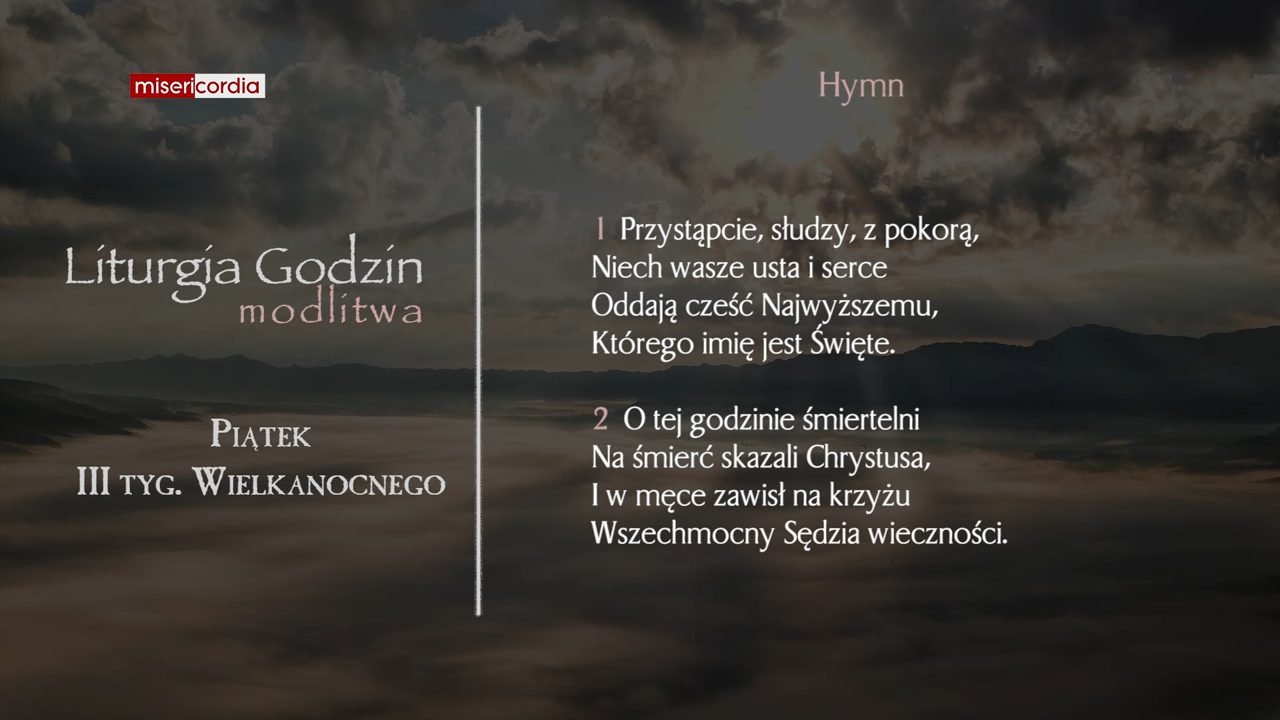 misericordia
Liturgia Godzin
modlitwa
Piątek
III tyg. Wielkanocnego
Hymn
1 Przystąpcie, słudzy, z pokorą,
Niech wasze usta i serce
Oddają cześć Najwyższemu,
Którego imię jest Święte.
2 O tej godzinie śmiertelni
Na śmierć skazali Chrystusa,
I w męce zawisł na krzyżu
Wszechmocny Sędzia wieczności.